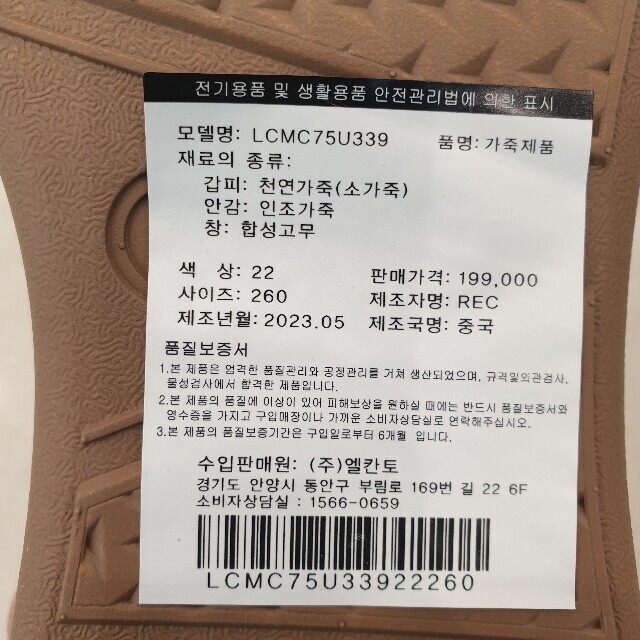 전기용품 및 생활용품 안전관리법에 의한 표시
모델명: LCMC75U339 품명: 가죽제품
재료의 종류:
갑피: 천연가죽(소가죽)
안감: 인조가죽
창: 합성고무
색 상: 22 판매가격: 199,000
사이즈: 260 제조자명: REC
제조년월: 2023.05 제조국명: 중국
품질보증서
1.본 제품은 엄격한 품질관리와 공정관리를 거쳐 생산되었으며, 규격및외관검사,
물성검사에서 합격한 제품입니다.
2.본 제품의 품질에 이상이 있어 피해보상을 원하실 때에는 반드시 품질보증서와
영수증을 가지고 구입매장이나 가까운 소비자상담실로 연락해주십시오.
3.본 제품의 품질보증기간은 구입일로부터 6개월 입니다.
수입판매원: (주)엘칸토
경기도 안양시 동안구 부림로 169번 길 22 6F
소비자상담실 : 1566-0659
LCMC75U33922260